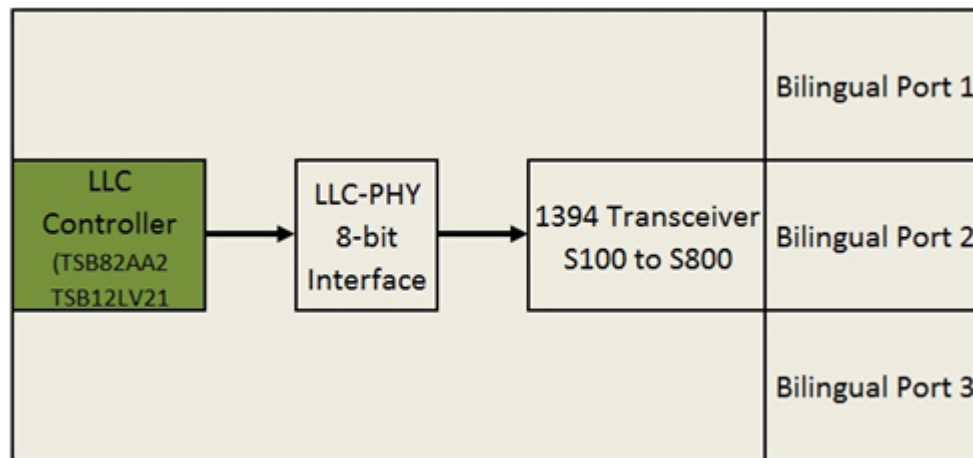 Bilingual Port 1
LLC
Controller
(TSB82AA2
TSB12LV21
LLC-PHY
8-bit
Interface
1394 Transceiver
S100 to S800
Bilingual Port 2
Bilingual Port 3